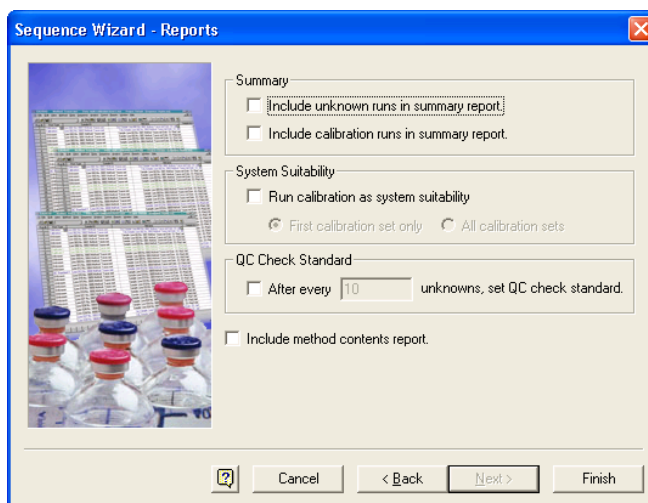 Sequence Wizard - Reports
Summary
Include unknown runs in summary report.
Include calibration runs in summary report.
System Suitability
Run calibration as system suitability
First calibration set only All calibration sets
QC Check Standard
After every 10 unknowns, set QC check standard.
Include method contents report.
Cancel < Back Next > Finish